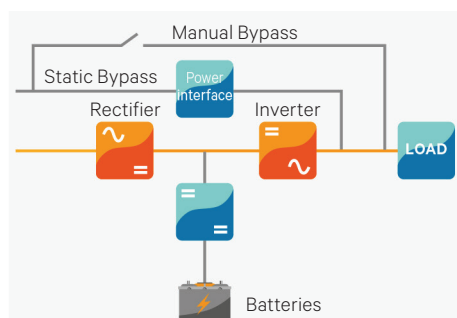 Manual Bypass
Static Bypass
Power
Interface
Rectifier
Inverter
LOAD
Batteries